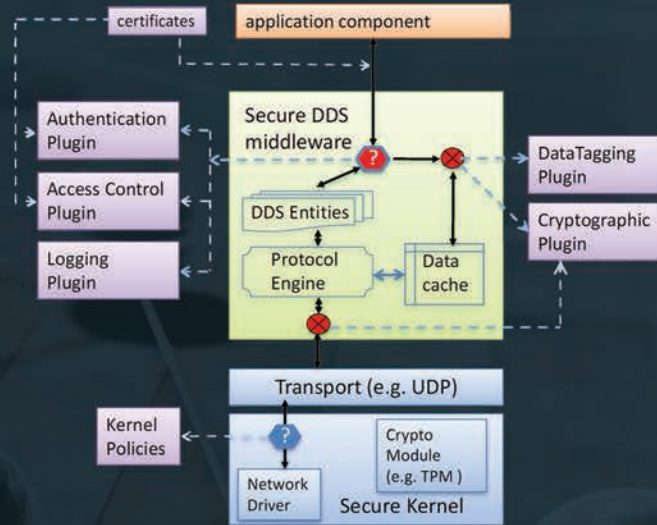 certificates
application component
Authentication
Plugin
Access Control
Plugin
Logging
Plugin
Secure DDS
middleware
?
DDS Entities
Protocol
Engine
Data
cache
DataTagging
Plugin
Cryptographic
Plugin
Transport (e.g. UDP)
Kernel
Policies
?
Network
Driver
Crypto
Module
(e.g. TPM )
Secure Kernel